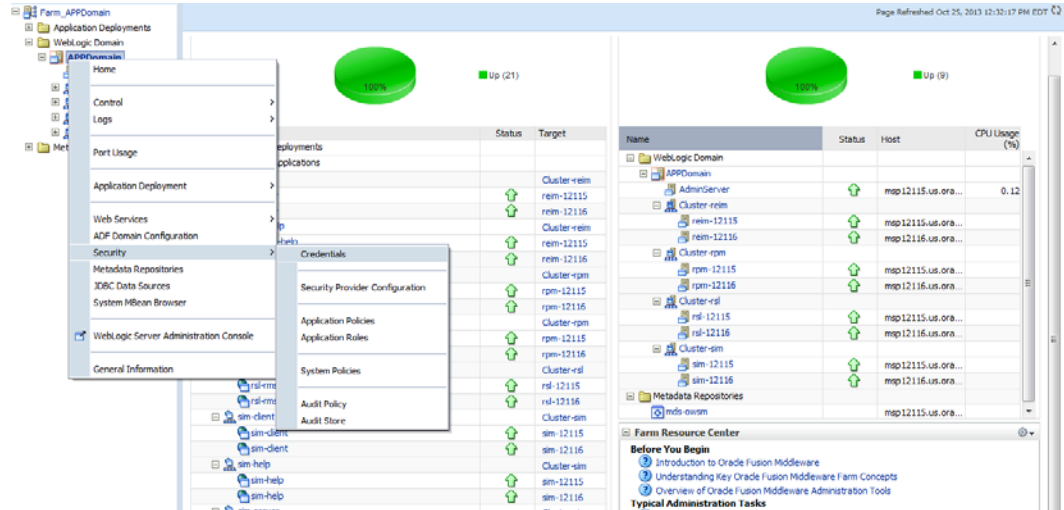 Farm_APPDomain
Application Deployments
WebLogic Domain
APPDomain
Home
Control
Logs
Port Usage
Application Deployment
Web Services
ADF Domain Configuration
Security
Metadata Repositories
JDBC Data Sources
System MBean Browser
WebLogic Server Administration Console
General Information
Met
Credentials
Security Provider Configuration
Application Policies
Application Roles
System Policies
Audit Policy
Audit Store
Page Refreshed Oct 25, 2013 12:32:17 PM EDT
100%
Up (21)
Status Target
eployments
pplications
Cluster-reim
reim-12115
reim-12116
lp Cluster-reim
-help reim-12115
reim-12116
Cluster-rpm
rpm-12115
rpm-12116
Cluster-rpm
rpm-12115
rpm-12116
Cluster-rsl
rsl-rms rsl-12115
rsl-rms rsl-12116
sim-client Cluster-sim
sim-client sim-12115
sim-client sim-12116
sim-help Cluster-sim
sim-help sim-12115
sim-help sim-12116
100%
Up (9)
Name Status Host CPU Usage (%)
WebLogic Domain
APPDomain
AdminServer msp12115.us.ora... 0.12
Cluster-reim
reim-12115 msp12115.us.ora...
reim-12116 msp12116.us.ora...
Cluster-rpm
rpm-12115 msp12115.us.ora...
rpm-12116 msp12116.us.ora...
Cluster-rsl
rsl-12115 msp12115.us.ora...
rsl-12116 msp12116.us.ora...
Cluster-sim
sim-12115 msp12115.us.ora...
sim-12116 msp12116.us.ora...
Metadata Repositories
mds-owsm msp12115.us.ora...
Farm Resource Center
Before You Begin
Introduction to Oracle Fusion Middleware
Understanding Key Oracle Fusion Middleware Farm Concepts
Overview of Oracle Fusion Middleware Administration Tools
Typical Administration Tasks